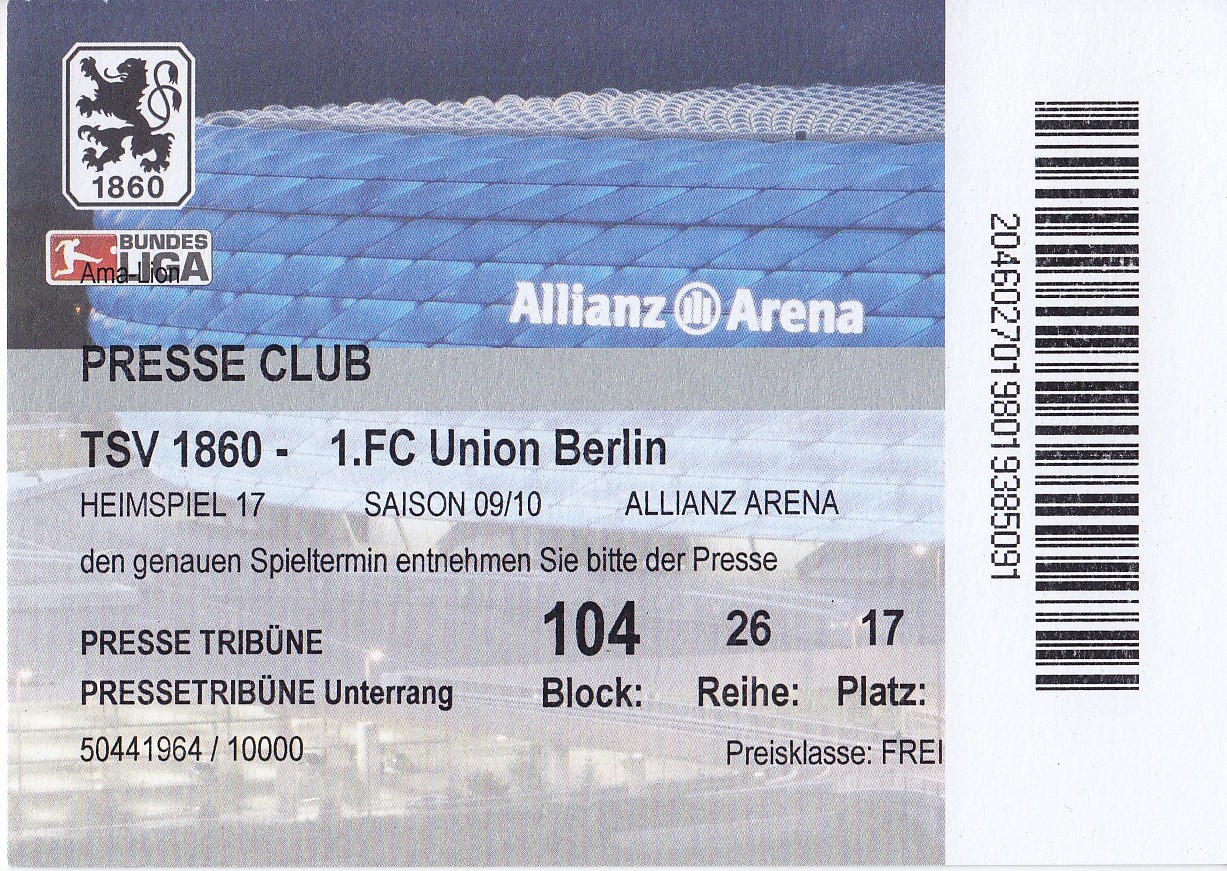 1860
BUNDES
LIGA
Ama-Lion
Allianz Arena
PRESSE CLUB
TSV 1860 - 1.FC Union Berlin
HEIMSPIEL 17 SAISON 09/10 ALLIANZ ARENA
den genauen Spieltermin entnehmen Sie bitte der Presse
PRESSE TRIBÜNE 104 26 17
PRESSETRIBÜNE Unterrang Block: Reihe: Platz:
50441964 / 10000 Preisklasse: FREI
20460270198019385091